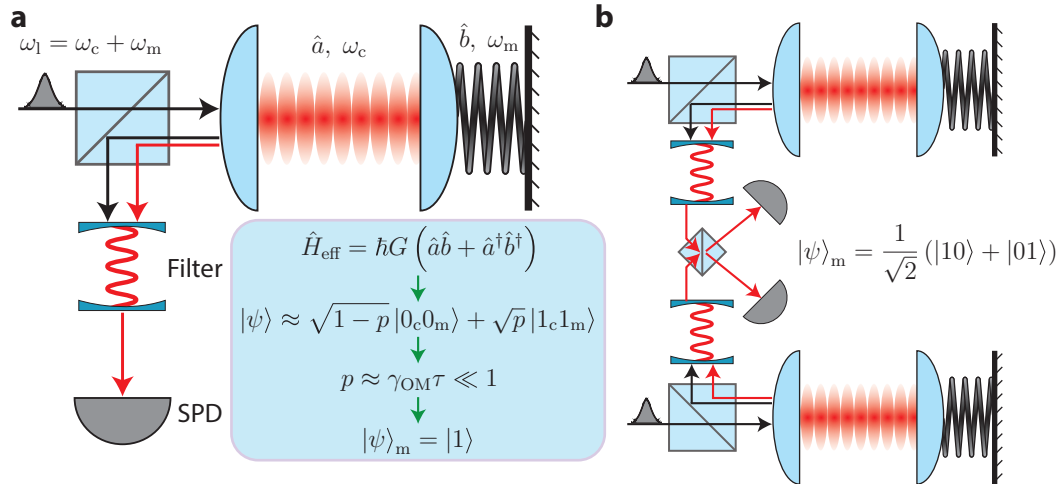 a
ω_l = ω_c + ω_m
â, ω_c
b̂, ω_m
Filter
SPD
Ĥ_eff = ħG (âb̂ + â†b̂†)
|ψ⟩ ≈ √(1 − p) |0_c0_m⟩ + √p |1_c1_m⟩
p ≈ γ_OM τ ≪ 1
|ψ⟩_m = |1⟩
b
|ψ⟩_m = 1/√2 (|10⟩ + |01⟩)